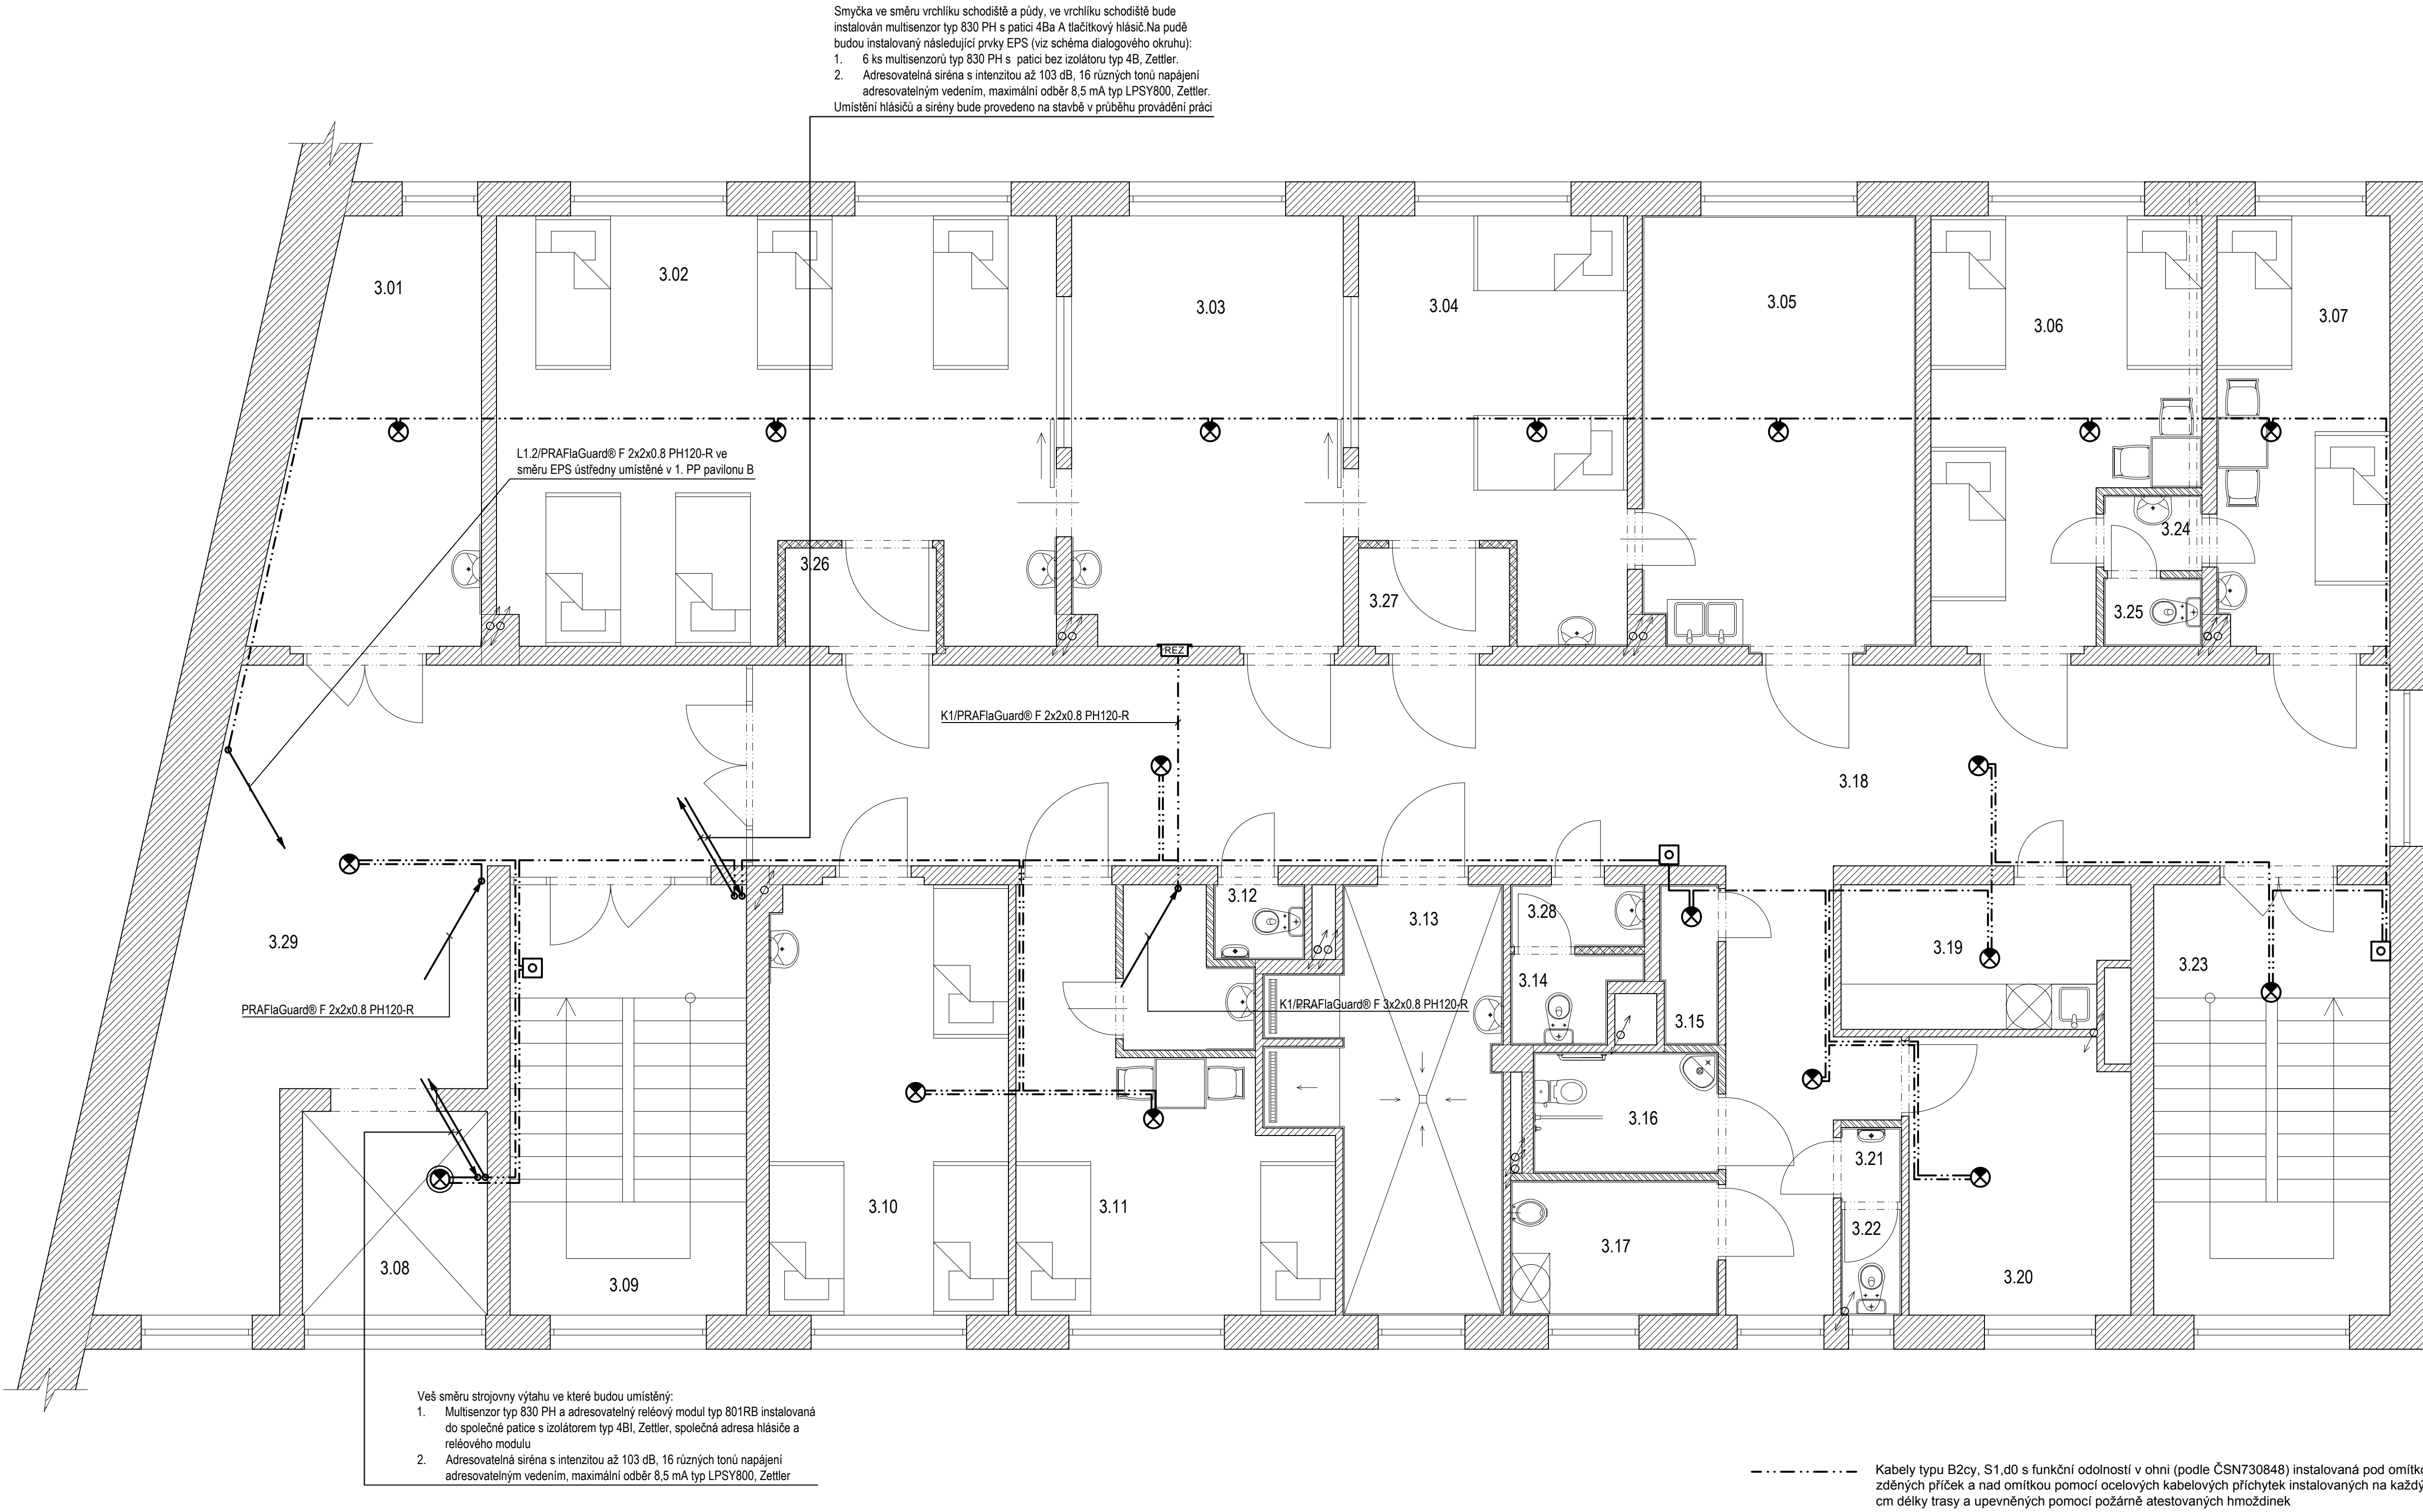 Smyčka ve směru vrchlíku schodiště a půdy, ve vrchlíku schodiště bude
instalován multisenzor typ 830 PH s patici 4Ba A tlačítkový hlásič.Na pudě
budou instalovaný následující prvky EPS (viz schéma dialogového okruhu):
1. 6 ks multisenzorů typ 830 PH s patici bez izolátoru typ 4B, Zettler.
2. Adresovatelná siréna s intenzitou až 103 dB, 16 různých tonů napájení
adresovatelným vedením, maximální odběr 8,5 mA typ LPSY800, Zettler.
Umístění hlásičů a sirény bude provedeno na stavbě v průběhu provádění práci
3.01
3.02
3.03
3.04
3.05
3.06
3.07
L1.2/PRAFlaGuard® F 2x2x0.8 PH120-R ve
směru EPS ústředny umístěné v 1. PP pavilonu B
3.26
3.27
3.24
3.25
REZ
K1/PRAFlaGuard® F 2x2x0.8 PH120-R
3.18
3.29
3.12
3.13
3.28
3.19
3.23
3.14
3.15
PRAFlaGuard® F 2x2x0.8 PH120-R
K1/PRAFlaGuard® F 3x2x0.8 PH120-R
3.16
3.21
3.10
3.11
3.22
3.17
3.08
3.09
3.20
Veš směru strojovny výtahu ve které budou umístěný:
1. Multisenzor typ 830 PH a adresovatelný reléový modul typ 801RB instalovaná
do společné patice s izolátorem typ 4BI, Zettler, společná adresa hlásiče a
reléového modulu
2. Adresovatelná siréna s intenzitou až 103 dB, 16 různých tonů napájení
adresovatelným vedením, maximální odběr 8,5 mA typ LPSY800, Zettler
Kabely typu B2cy, S1,d0 s funkční odolností v ohni (podle ČSN730848) instalovaná pod omítko
zděných příček a nad omítkou pomocí ocelových kabelových příchytek instalovaných na každý
cm délky trasy a upevněných pomocí požárně atestovaných hmoždinek